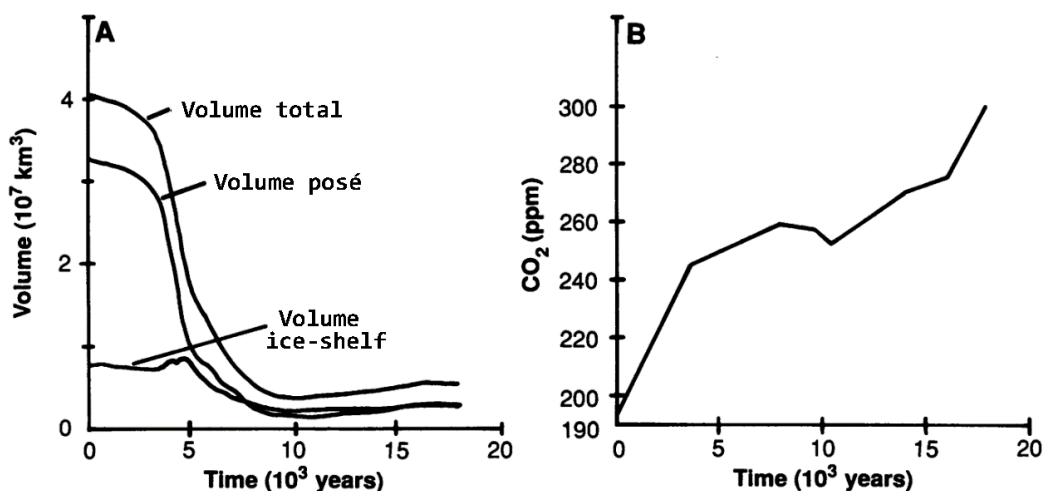 A
Volume (10⁷ km³)
4
2
0
Volume total
Volume posé
Volume
ice-shelf
0 5 10 15 20
Time (10³ years)
B
CO₂ (ppm)
300
280
260
240
220
200
190
0 5 10 15 20
Time (10³ years)